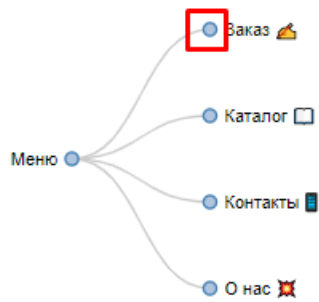 Заказ ✍
Каталог 📖
Меню
Контакты 📱
О нас 💥